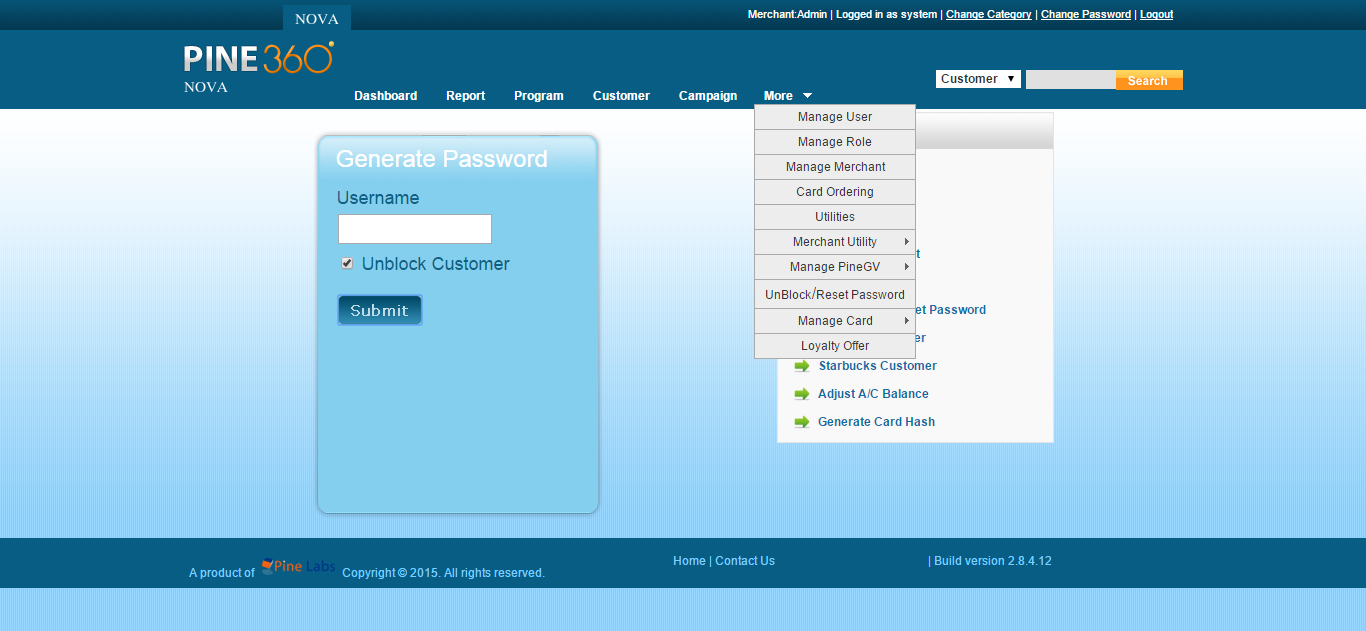 NOVA
Merchant:Admin | Logged in as system | Change Category | Change Password | Logout
PINE 360°
NOVA
Customer
Search
Dashboard Report Program Customer Campaign More
Manage User
Manage Role
Manage Merchant
Card Ordering
Utilities
Merchant Utility
Manage PineGV
UnBlock/Reset Password
Manage Card
Loyalty Offer
Generate Password
Username
Unblock Customer
Submit
t
et Password
er
Starbucks Customer
Adjust A/C Balance
Generate Card Hash
A product of Pine Labs Copyright © 2015. All rights reserved.
Home | Contact Us
| Build version 2.8.4.12